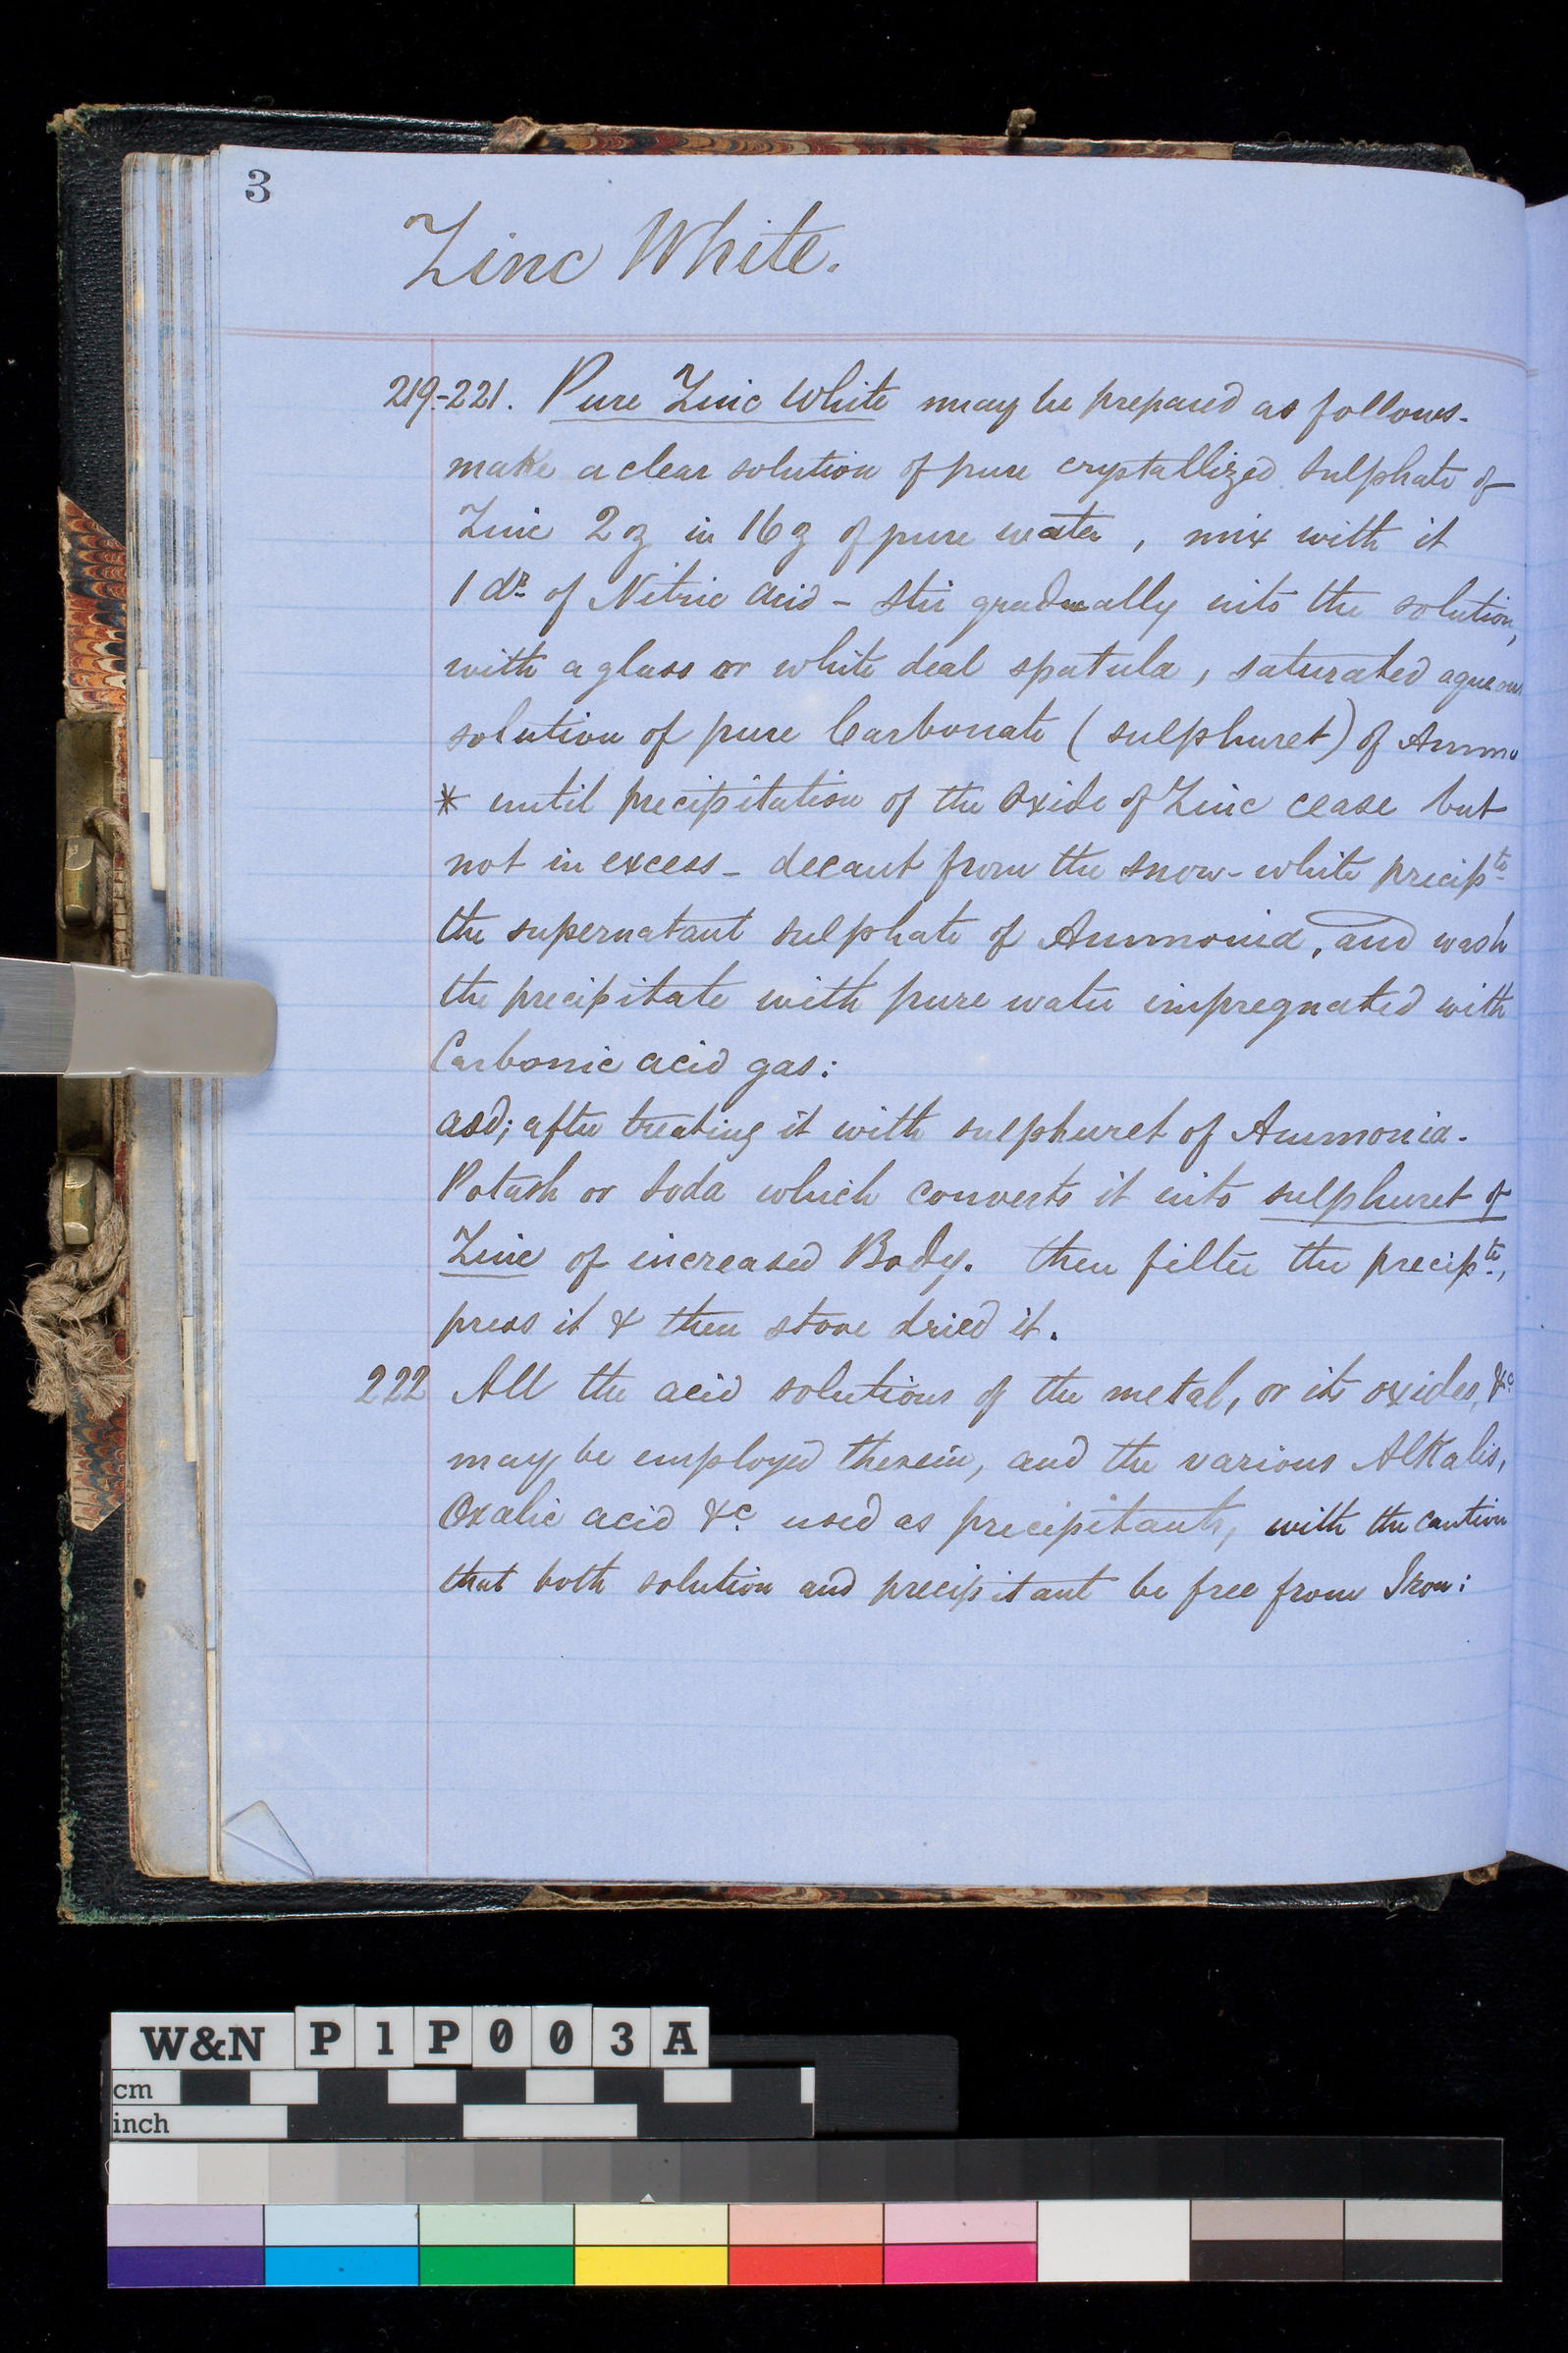 3
Zinc White.
219-221. Pure Zinc White may be prepared as follows-
make a clear solution of pure crystallized sulphate of
Zinc 2 oz in 16 oz of pure water, mix with it
1 dr. of Nitric Acid - stir gradually into the solution,
with a glass or white deal spatula, saturated aqueous
solution of pure Carbonate (sulphuret) of Ammo
* until precipitation of the Oxide of Zinc cease but
not in excess - decant from the snow-white precipte
the supernatant sulphate of Ammonia, and wash
the precipitate with pure water impregnated with
Carbonic acid gas:
add; after treating it with sulphuret of Ammonia.
Potash or Soda which converts it into sulphuret of
Zinc of increased Body. then filter the precipte,
press it & then stove dried it.
222 All the acid solutions of the metal, or its oxides, &c
may be employed therein, and the various Alkalis,
Oxalic acid &c used as precipitants, with the caution
that both solution and precipitant be free from Iron:
W&N P1P003A
cm
inch